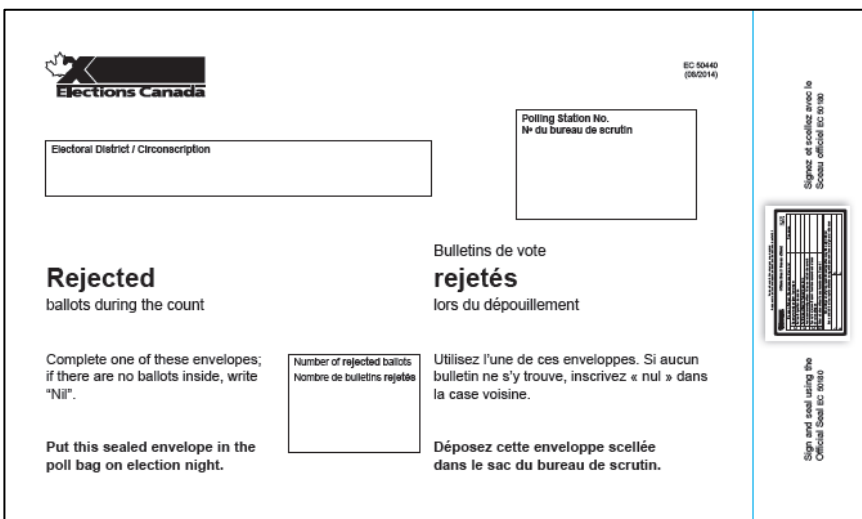 Elections Canada
EC 50440
(08/2014)
Polling Station No.
Nº du bureau de scrutin
Electoral District / Circonscription
Rejected
ballots during the count
Bulletins de vote
rejetés
lors du dépouillement
Complete one of these envelopes;
if there are no ballots inside, write
“Nil”.
Number of rejected ballots
Nombre de bulletins rejetés
Utilisez l’une de ces enveloppes. Si aucun
bulletin ne s’y trouve, inscrivez « nul » dans
la case voisine.
Put this sealed envelope in the
poll bag on election night.
Déposez cette enveloppe scellée
dans le sac du bureau de scrutin.
Signez et scellez avec le
Sceau officiel EC 50180
Sign and seal using the
Official Seal EC 50180